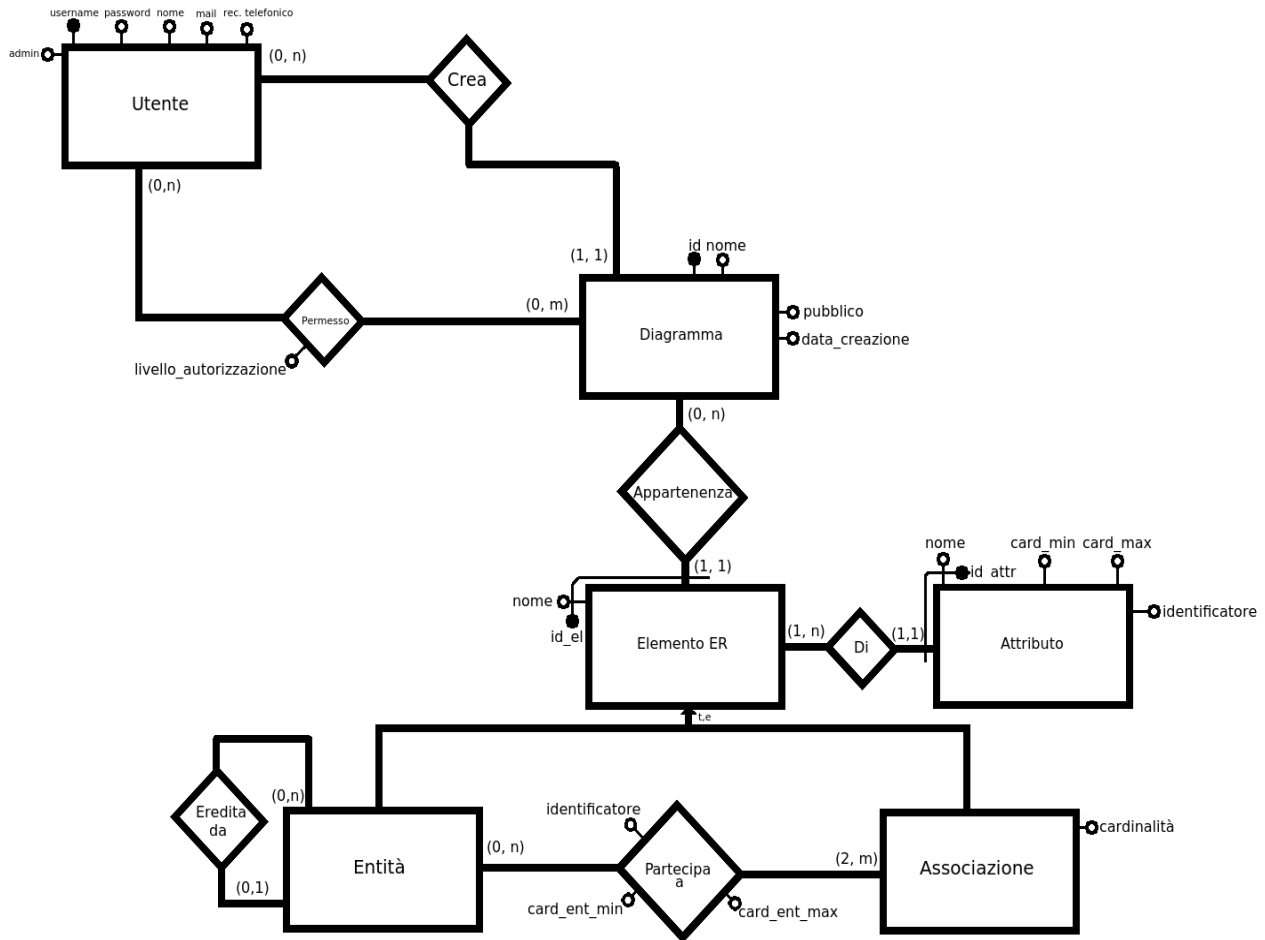 username password nome mail rec. telefonico
admin
(0, n)
Utente
Crea
(0,n)
(1, 1)
id nome
(0, m)
pubblico
Permesso
Diagramma
data_creazione
livello_autorizzazione
(0, n)
Appartenenza
(1, 1)
nome
card_min card_max
id_attr
nome
identificatore
id_el
Elemento ER
(1, n)
Di
(1,1)
Attributo
t,e
(0,n)
Eredita
da
identificatore
cardinalità
(0, n)
Partecipa
a
(2, m)
Entità
Associazione
(0,1)
card_ent_min
card_ent_max